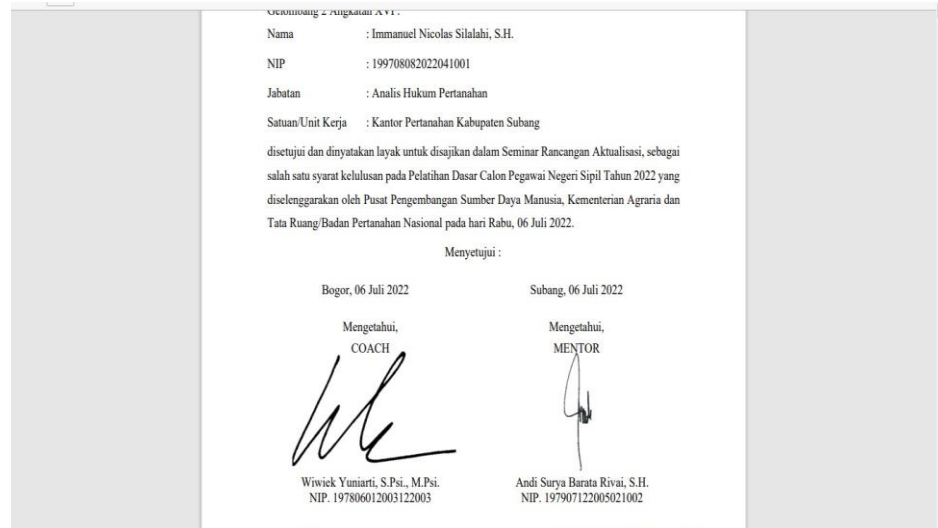 Gelombang 2 Angkatan XVI :
Nama : Immanuel Nicolas Silalahi, S.H.
NIP : 199708082022041001
Jabatan : Analis Hukum Pertanahan
Satuan/Unit Kerja : Kantor Pertanahan Kabupaten Subang
disetujui dan dinyatakan layak untuk disajikan dalam Seminar Rancangan Aktualisasi, sebagai
salah satu syarat kelulusan pada Pelatihan Dasar Calon Pegawai Negeri Sipil Tahun 2022 yang
diselenggarakan oleh Pusat Pengembangan Sumber Daya Manusia, Kementerian Agraria dan
Tata Ruang/Badan Pertanahan Nasional pada hari Rabu, 06 Juli 2022.
Menyetujui :
Bogor, 06 Juli 2022 Subang, 06 Juli 2022
Mengetahui, Mengetahui,
COACH MENTOR
Wiwiek Yuniarti, S.Psi., M.Psi. Andi Surya Barata Rivai, S.H.
NIP. 197806012003122003 NIP. 197907122005021002